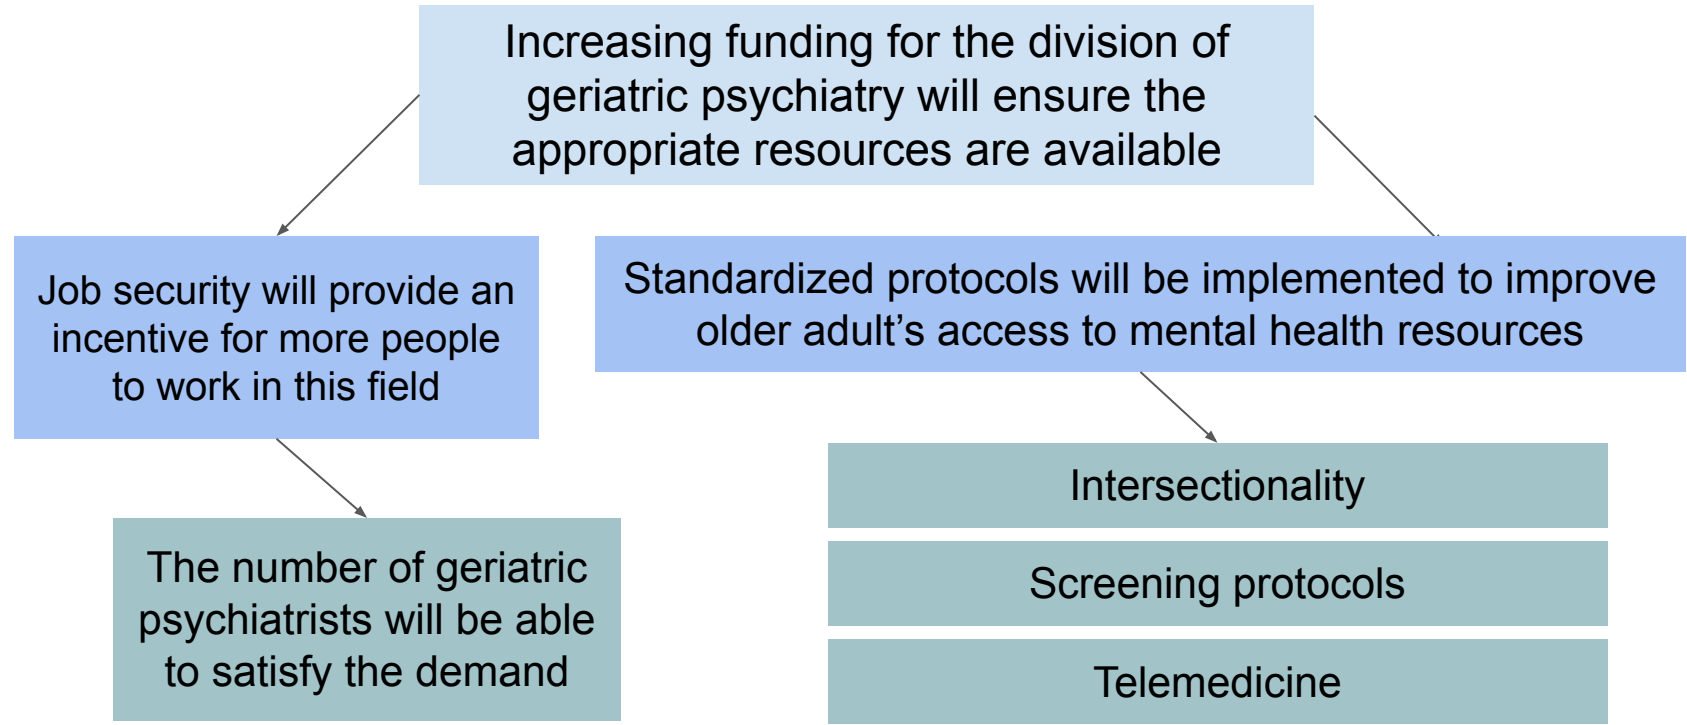 Increasing funding for the division of
geriatric psychiatry will ensure the
appropriate resources are available
Job security will provide an
incentive for more people
to work in this field
Standardized protocols will be implemented to improve
older adult’s access to mental health resources
The number of geriatric
psychiatrists will be able
to satisfy the demand
Intersectionality
Screening protocols
Telemedicine